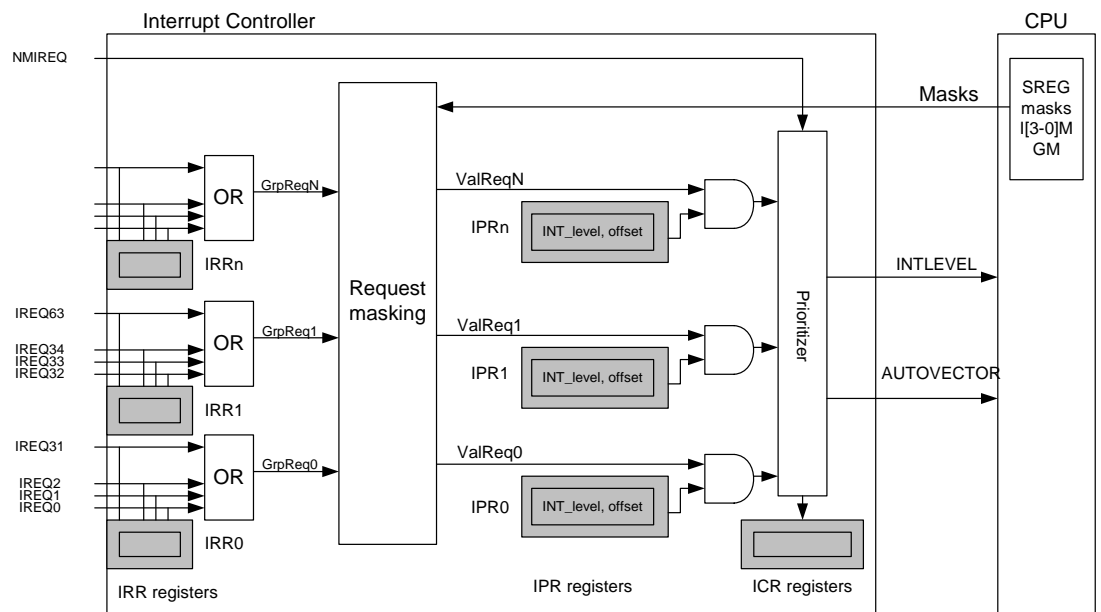 Interrupt Controller
CPU
NMIREQ
Masks
SREG
masks
I[3-0]M
GM
OR
GrpReqN
ValReqN
IPRn
INT_level, offset
IRRn
INTLEVEL
Request
masking
Prioritizer
IREQ63
IREQ34
IREQ33
IREQ32
OR
GrpReq1
ValReq1
IPR1
INT_level, offset
IRR1
AUTOVECTOR
IREQ31
IREQ2
IREQ1
IREQ0
OR
GrpReq0
ValReq0
IPR0
INT_level, offset
IRR0
IRR registers
IPR registers
ICR registers